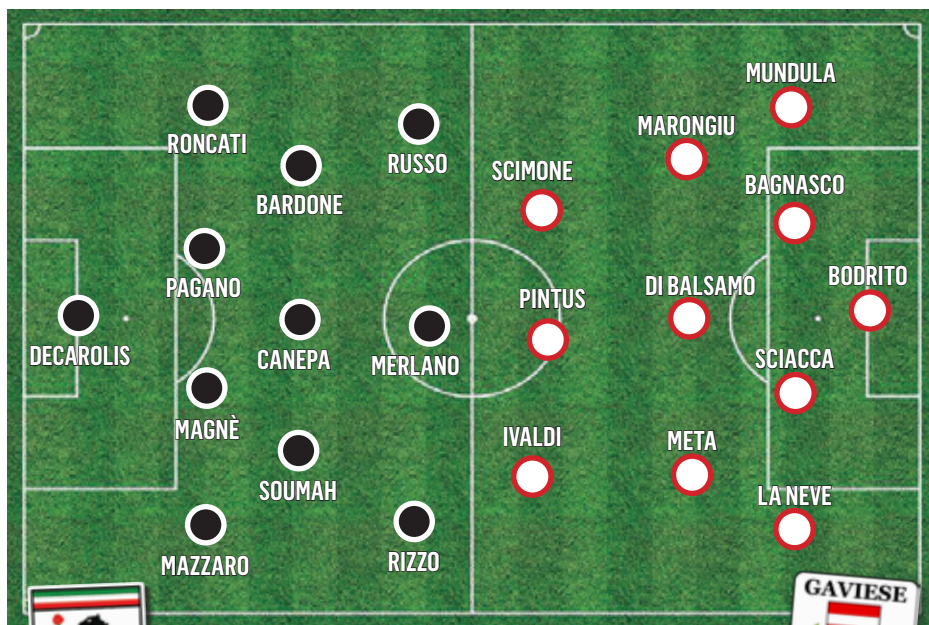 MUNDULA
MARONGIU
RONCATI
RUSSO
SCIMONE
BAGNASCO
BARDONE
PAGANO
BODRITO
DI BALSAMO
PINTUS
DECAROLIS
CANEPA
MERLANO
SCIACCA
MAGNÈ
IVALDI
META
SOUMAH
LA NEVE
MAZZARO
RIZZO
GAVIESE